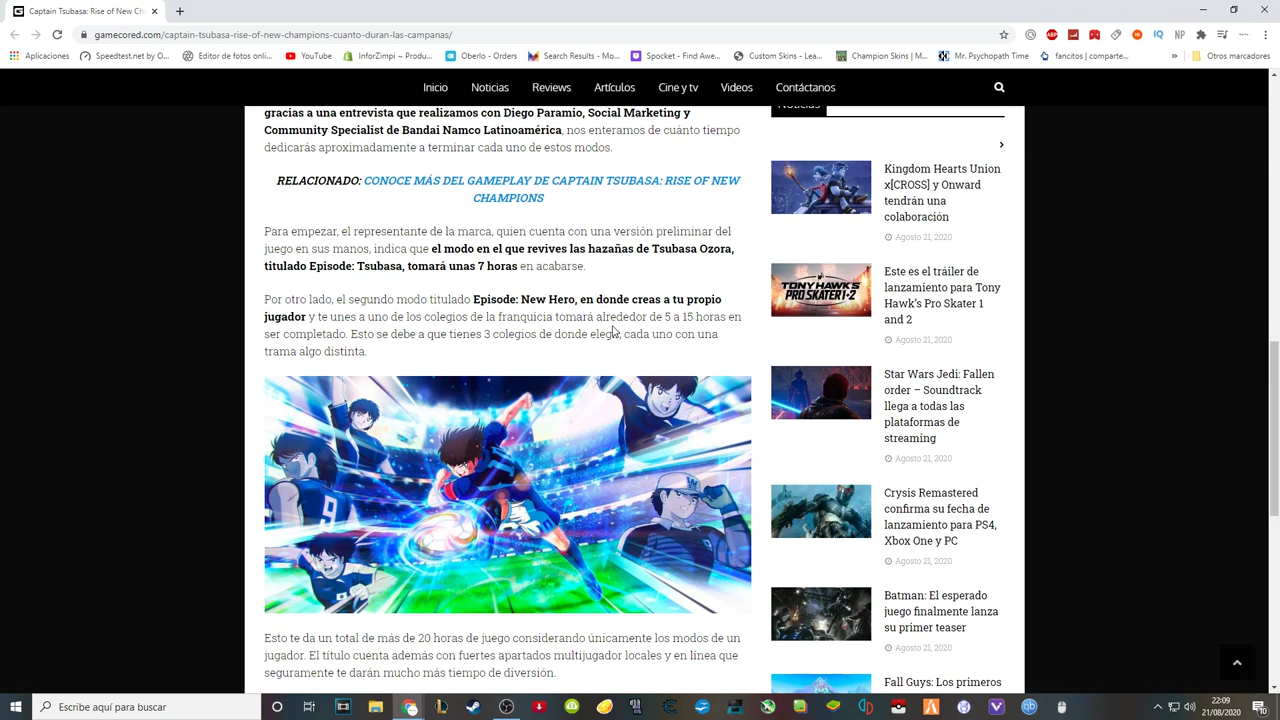 Captain Tsubasa: Rise of New Ch
gamecored.com/captain-tsubasa-rise-of-new-champions-cuanto-duran-las-campanas/
Aplicaciones
Speedtest.net by O...
Editor de fotos onli...
YouTube
InforZimpi ~ Produ...
Oberlo - Orders
Search Results - Mo...
Spocket - Find Awe...
Custom Skins - Lea...
Champion Skins | M...
Mr. Psychopath Time
fancitos | comparte...
»
Otros marcadores
Inicio
Noticias
Reviews
Artículos
Cine y tv
Videos
Contáctanos
gracias a una entrevista que realizamos con Diego Paramio, Social Marketing y
Community Specialist de Bandai Namco Latinoamérica, nos enteramos de cuánto tiempo
dedicarás aproximadamente a terminar cada uno de estos modos.
RELACIONADO: CONOCE MÁS DEL GAMEPLAY DE CAPTAIN TSUBASA: RISE OF NEW
CHAMPIONS
Para empezar, el representante de la marca, quien cuenta con una versión preliminar del
juego en sus manos, indica que el modo en el que revives las hazañas de Tsubasa Ozora,
titulado Episode: Tsubasa, tomará unas 7 horas en acabarse.
Por otro lado, el segundo modo titulado Episode: New Hero, en donde creas a tu propio
jugador y te unes a uno de los colegios de la franquicia tomará alrededor de 5 a 15 horas en
ser completado. Esto se debe a que tienes 3 colegios de donde elegir, cada uno con una
trama algo distinta.
Esto te da un total de más de 20 horas de juego considerando únicamente los modos de un
jugador. El título cuenta además con fuertes apartados multijugador locales y en línea que
seguramente te darán mucho más tiempo de diversión.
Noticias
Kingdom Hearts Union
x[CROSS] y Onward
tendrán una
colaboración
Agosto 21, 2020
TONY HAWK'S
PRO SKATER 1+2
Este es el tráiler de
lanzamiento para Tony
Hawk's Pro Skater 1
and 2
Agosto 21, 2020
Star Wars Jedi: Fallen
order – Soundtrack
llega a todas las
plataformas de
streaming
Agosto 21, 2020
Crysis Remastered
confirma su fecha de
lanzamiento para PS4,
Xbox One y PC
Agosto 21, 2020
Batman: El esperado
juego finalmente lanza
su primer teaser
Agosto 21, 2020
Fall Guys: Los primeros
Escribe aquí para buscar
22:09
21/08/2020